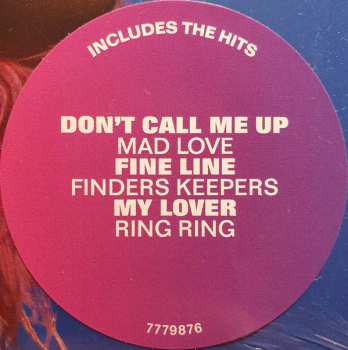 INCLUDES THE HITS
DON'T CALL ME UP
MAD LOVE
FINE LINE
FINDERS KEEPERS
MY LOVER
RING RING
7779876